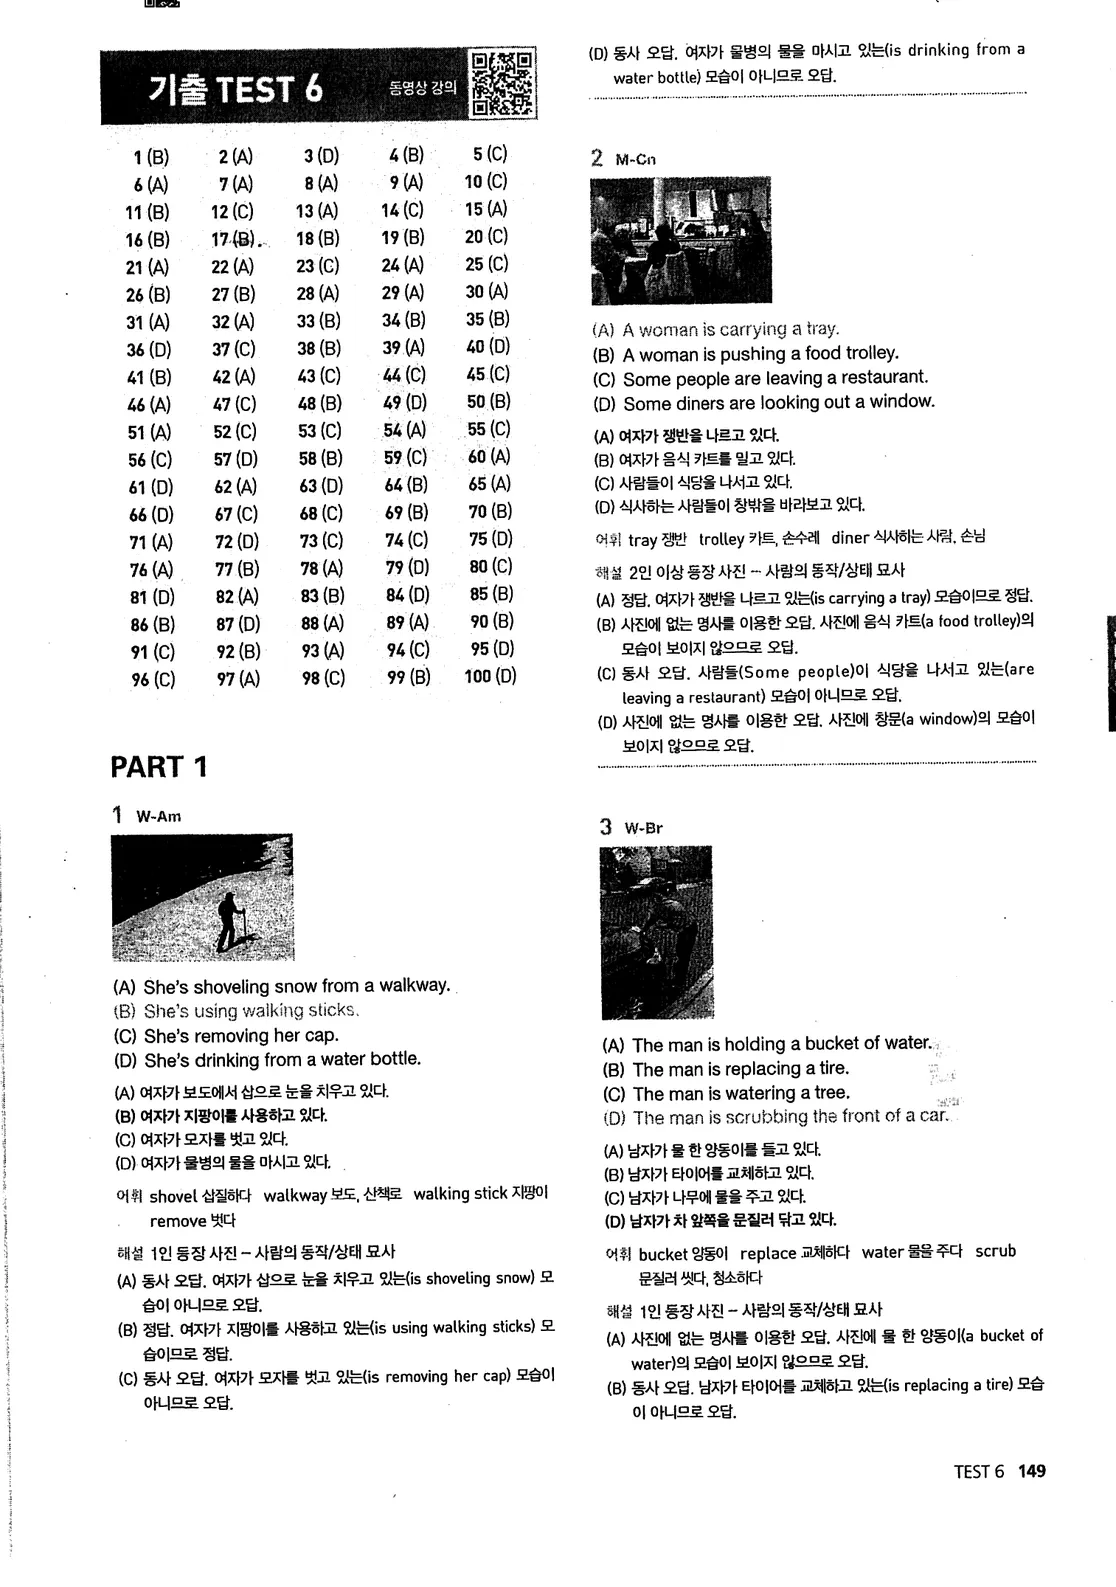 기출 TEST 6 동영상 강의
1 (B) 2 (A) 3 (D) 4 (B) 5 (C)
6 (A) 7 (A) 8 (A) 9 (A) 10 (C)
11 (B) 12 (C) 13 (A) 14 (C) 15 (A)
16 (B) 17 (B) 18 (B) 19 (B) 20 (C)
21 (A) 22 (A) 23 (C) 24 (A) 25 (C)
26 (B) 27 (B) 28 (A) 29 (A) 30 (A)
31 (A) 32 (A) 33 (B) 34 (B) 35 (B)
36 (D) 37 (C) 38 (B) 39 (A) 40 (D)
41 (B) 42 (A) 43 (C) 44 (C) 45 (C)
46 (A) 47 (C) 48 (B) 49 (D) 50 (B)
51 (A) 52 (C) 53 (C) 54 (A) 55 (C)
56 (C) 57 (D) 58 (B) 59 (C) 60 (A)
61 (D) 62 (A) 63 (D) 64 (B) 65 (A)
66 (D) 67 (C) 68 (C) 69 (B) 70 (B)
71 (A) 72 (D) 73 (C) 74 (C) 75 (D)
76 (A) 77 (B) 78 (A) 79 (D) 80 (C)
81 (D) 82 (A) 83 (B) 84 (D) 85 (B)
86 (B) 87 (D) 88 (A) 89 (A) 90 (B)
91 (C) 92 (B) 93 (A) 94 (C) 95 (D)
96 (C) 97 (A) 98 (C) 99 (B) 100 (D)
PART 1
1 W-Am
(A) She's shoveling snow from a walkway.
(B) She's using walking sticks.
(C) She's removing her cap.
(D) She's drinking from a water bottle.
(A) 여자가 보도에서 삽으로 눈을 치우고 있다.
(B) 여자가 지팡이를 사용하고 있다.
(C) 여자가 모자를 벗고 있다.
(D) 여자가 물병의 물을 마시고 있다.
어휘 shovel 삽질하다 walkway 보도, 산책로 walking stick 지팡이
remove 벗다
해설 1인 등장 사진 – 사람의 동작/상태 묘사
(A) 동사 오답. 여자가 삽으로 눈을 치우고 있는(is shoveling snow) 모
습이 아니므로 오답.
(B) 정답. 여자가 지팡이를 사용하고 있는(is using walking sticks) 모
습이므로 정답.
(C) 동사 오답. 여자가 모자를 벗고 있는(is removing her cap) 모습이
아니므로 오답.
(D) 동사 오답. 여자가 물병의 물을 마시고 있는(is drinking from a
water bottle) 모습이 아니므로 오답.
2 M-Cn
(A) A woman is carrying a tray.
(B) A woman is pushing a food trolley.
(C) Some people are leaving a restaurant.
(D) Some diners are looking out a window.
(A) 여자가 쟁반을 나르고 있다.
(B) 여자가 음식 카트를 밀고 있다.
(C) 사람들이 식당을 나서고 있다.
(D) 식사하는 사람들이 창밖을 바라보고 있다.
어휘 tray 쟁반 trolley 카트, 손수레 diner 식사하는 사람, 손님
해설 2인 이상 등장 사진 – 사람의 동작/상태 묘사
(A) 정답. 여자가 쟁반을 나르고 있는(is carrying a tray) 모습이므로 정답.
(B) 사진에 없는 명사를 이용한 오답. 사진에 음식 카트(a food trolley)의
모습이 보이지 않으므로 오답.
(C) 동사 오답. 사람들(Some people)이 식당을 나서고 있는(are
leaving a restaurant) 모습이 아니므로 오답.
(D) 사진에 없는 명사를 이용한 오답. 사진에 창문(a window)의 모습이
보이지 않으므로 오답.
3 W-Br
(A) The man is holding a bucket of water.
(B) The man is replacing a tire.
(C) The man is watering a tree.
(D) The man is scrubbing the front of a car.
(A) 남자가 물 한 양동이를 들고 있다.
(B) 남자가 타이어를 교체하고 있다.
(C) 남자가 나무에 물을 주고 있다.
(D) 남자가 차 앞쪽을 문질러 닦고 있다.
어휘 bucket 양동이 replace 교체하다 water 물을 주다 scrub
문질러 씻다, 청소하다
해설 1인 등장 사진 – 사람의 동작/상태 묘사
(A) 사진에 없는 명사를 이용한 오답. 사진에 물 한 양동이(a bucket of
water)의 모습이 보이지 않으므로 오답.
(B) 동사 오답. 남자가 타이어를 교체하고 있는(is replacing a tire) 모습
이 아니므로 오답.
TEST 6 149